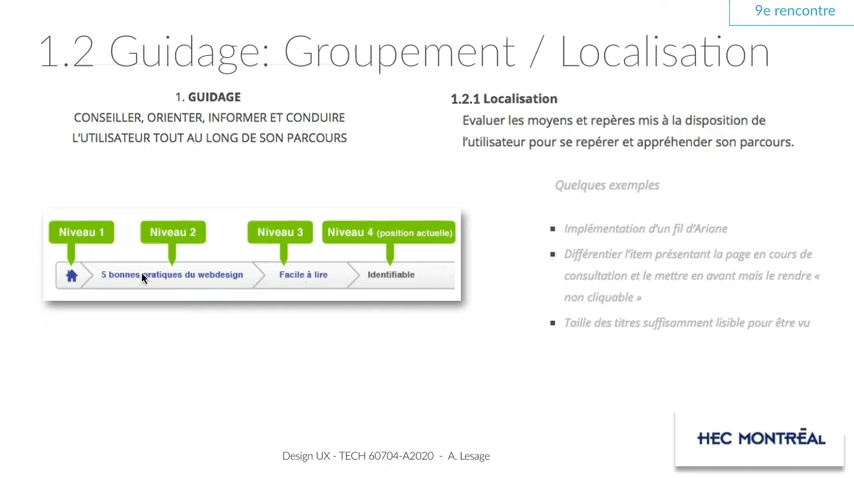 9e rencontre
1.2 Guidage: Groupement / Localisation
1. GUIDAGE
CONSEILLER, ORIENTER, INFORMER ET CONDUIRE
L'UTILISATEUR TOUT AU LONG DE SON PARCOURS
1.2.1 Localisation
Evaluer les moyens et repères mis à la disposition de
l'utilisateur pour se repérer et appréhender son parcours.
Niveau 1
Niveau 2
Niveau 3
Niveau 4 (position actuelle)
5 bonnes pratiques du webdesign
Facile à lire
Identifiable
Quelques exemples
Implémentation d'un fil d'Ariane
Différentier l'item présentant la page en cours de
consultation et le mettre en avant mais le rendre «
non cliquable »
Taille des titres suffisamment lisible pour être vu
HEC MONTRÉAL
Design UX - TECH 60704-A2020 - A. Lesage